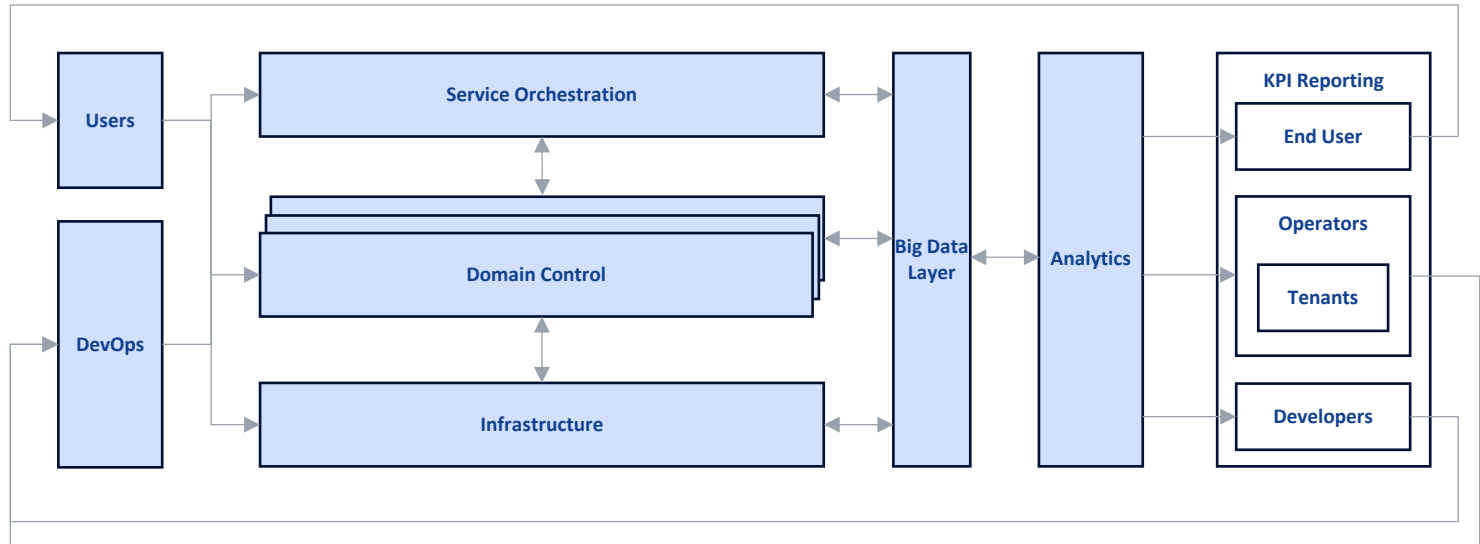 Users
DevOps
Service Orchestration
Domain Control
Infrastructure
Big Data
Layer
Analytics
KPI Reporting
End User
Operators
Tenants
Developers